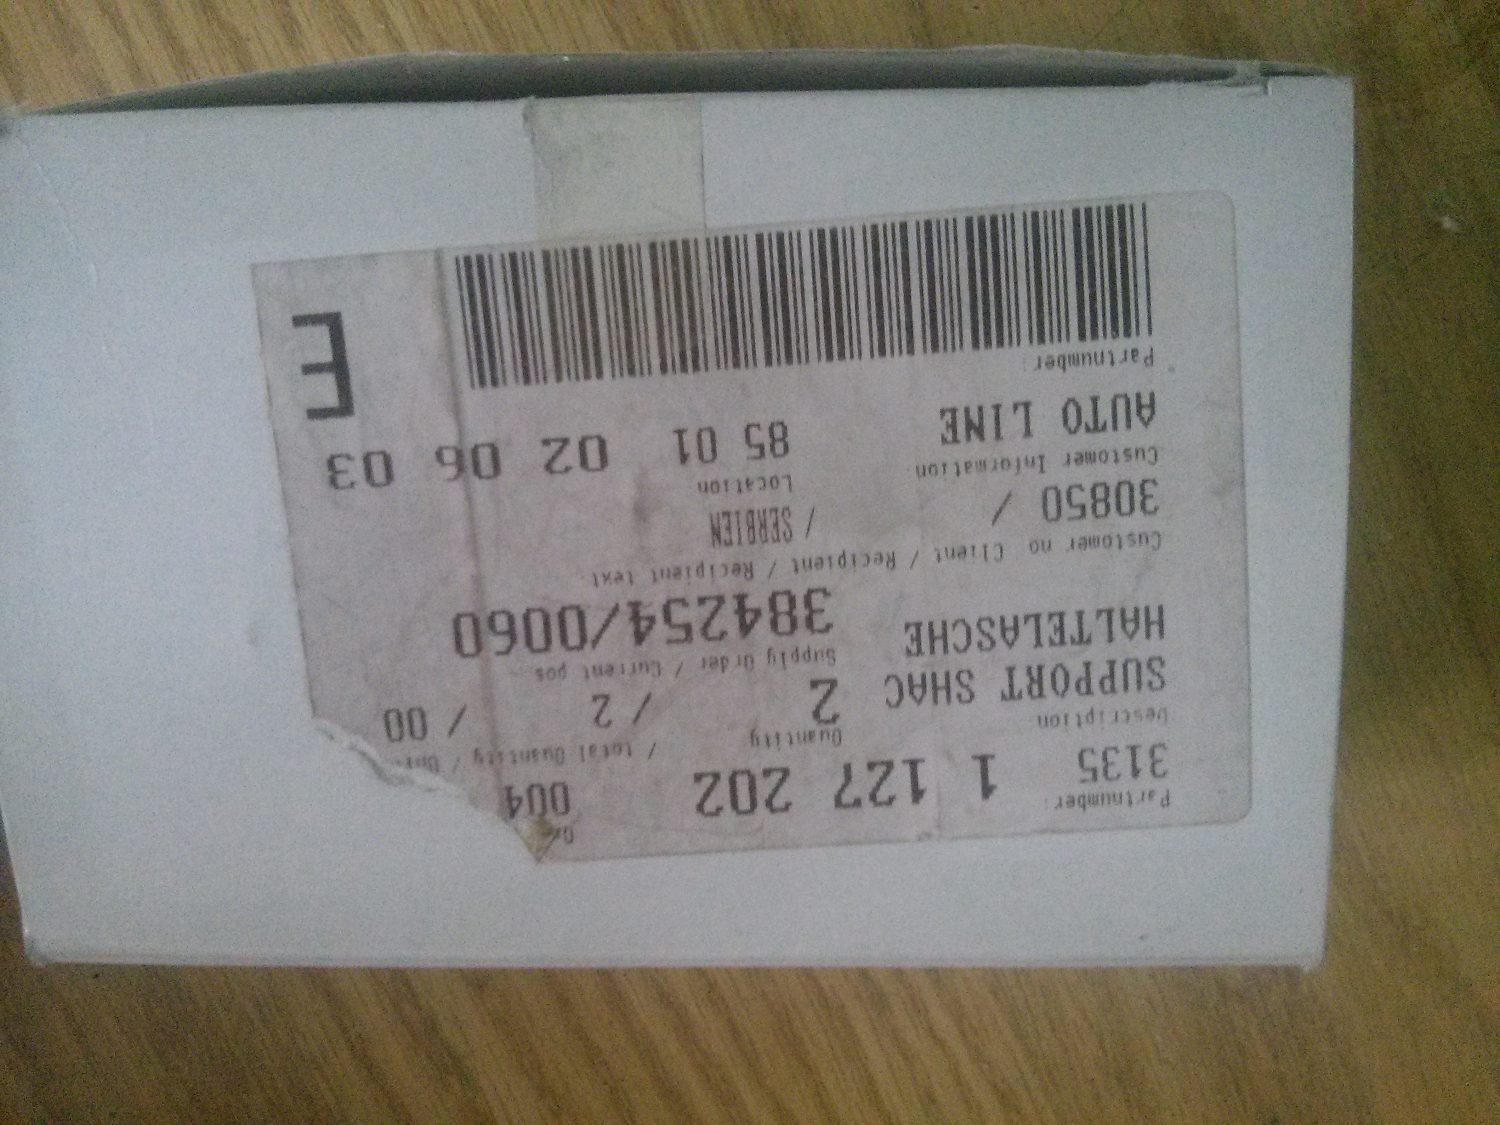 Partnumber:
3135 1 127 202 004
Description Quantity / total Quantity /
SUPPORT SHAC 2 / 2 / 00
HALTELASCHE
Supply Order / Current pos
384254/0060
Customer no Client / Recipient / Recipient text
30850 / / SERBIEN
Customer Information Location
AUTO LINE 85 01 02 06 03
Partnumber:
E